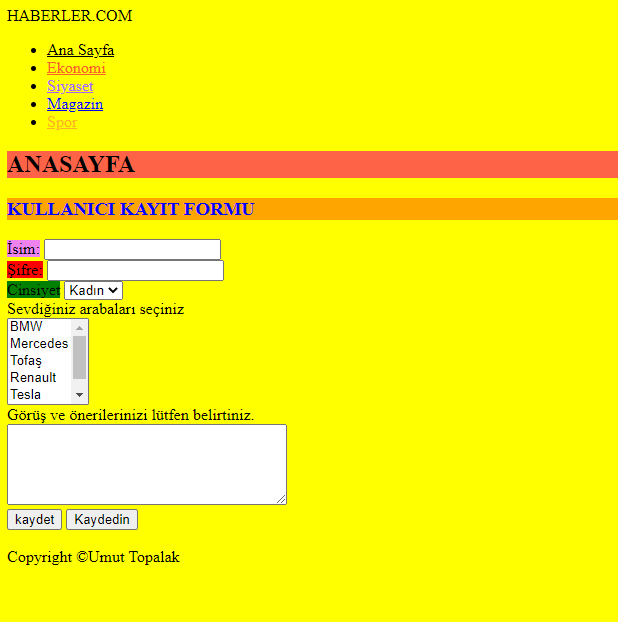 HABERLER.COM
Ana Sayfa
Ekonomi
Siyaset
Magazin
Spor
ANASAYFA
KULLANICI KAYIT FORMU
İsim:
Şifre:
Cinsiyet Kadın
Sevdiğiniz arabaları seçiniz
BMW
Mercedes
Tofaş
Renault
Tesla
Görüş ve önerilerinizi lütfen belirtiniz.
kaydet Kaydedin
Copyright ©Umut Topalak